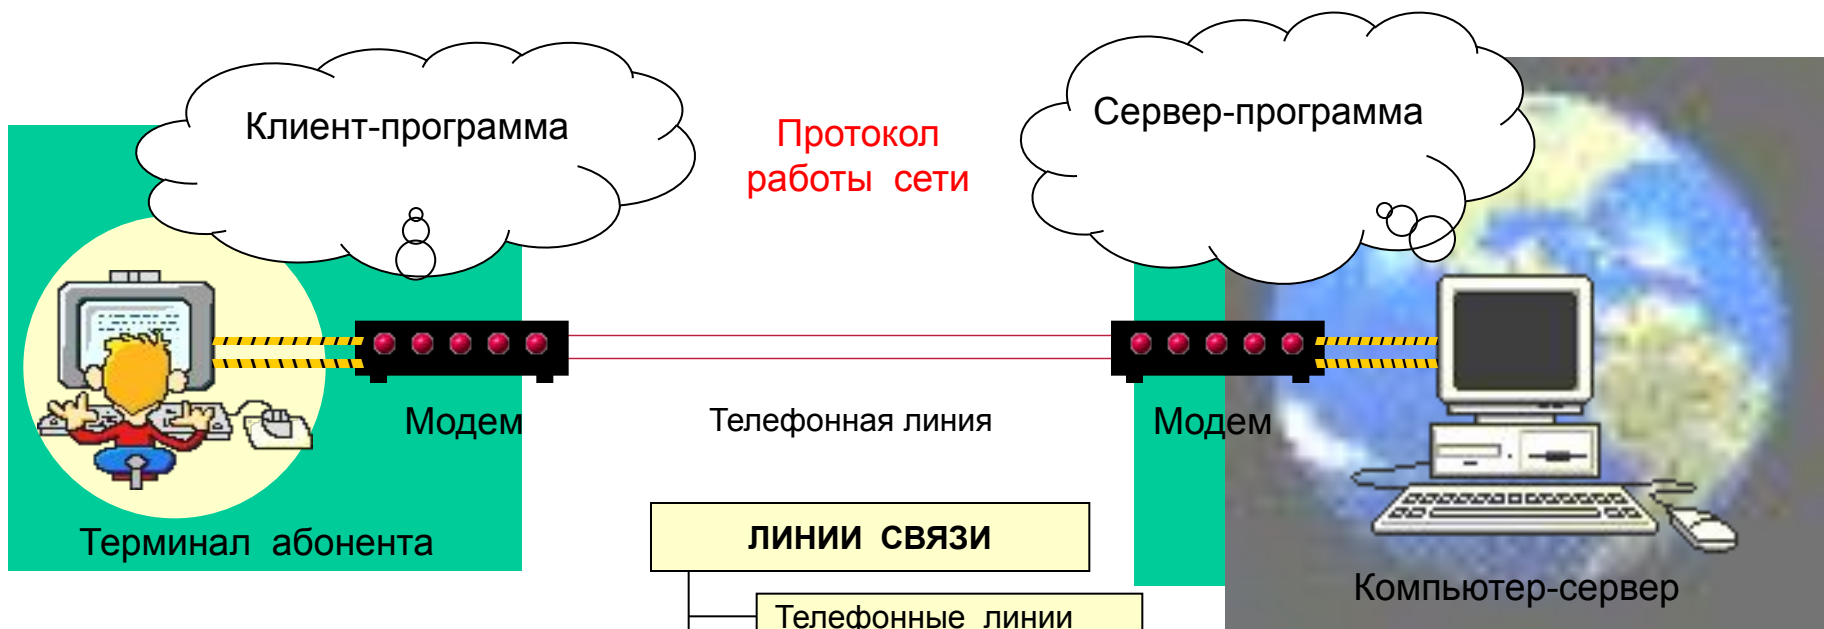 Клиент-программа
Протокол
работы сети
Сервер-программа
Модем
Телефонная линия
Модем
Терминал абонента
ЛИНИИ СВЯЗИ
Компьютер-сервер
Телефонные линии